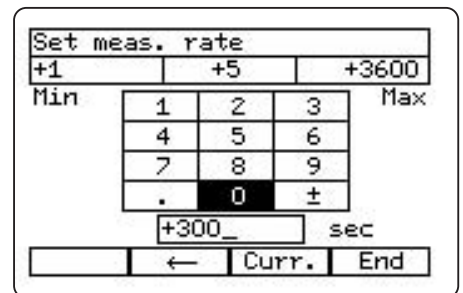 Set meas. rate
+1 +5 +3600
Min 1 2 3 Max
4 5 6
7 8 9
. 0 ±
+300_ sec
← Curr. End